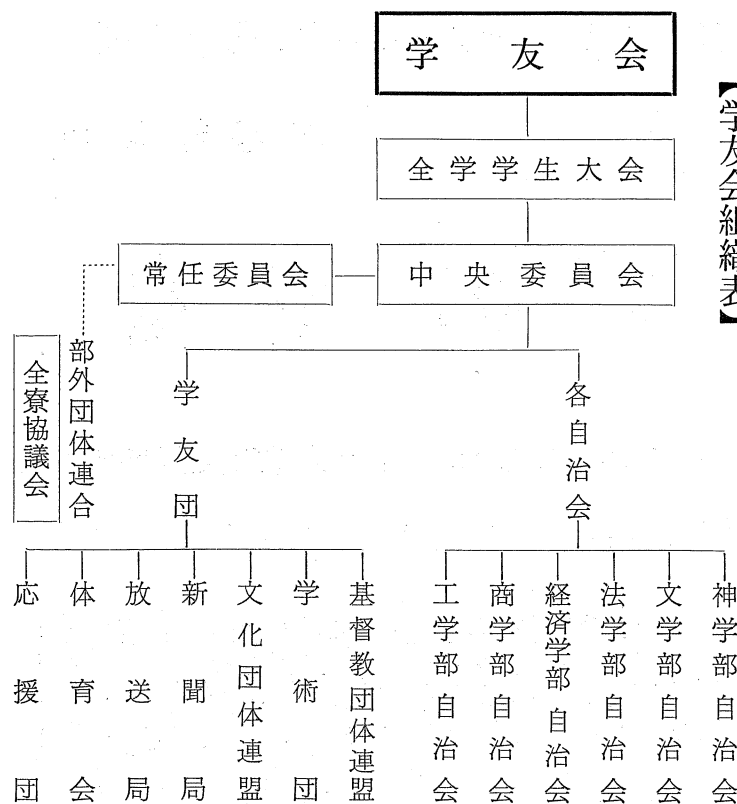 【学友会組織表】
学友会
全学学生大会
中央委員会
常任委員会
部外団体連合
全寮協議会
各自治会
学友団
神学部自治会
文学部自治会
法学部自治会
経済学部自治会
商学部自治会
工学部自治会
基督教団体連盟
学術団
文化団体連盟
新聞局
放送局
体育会
応援団